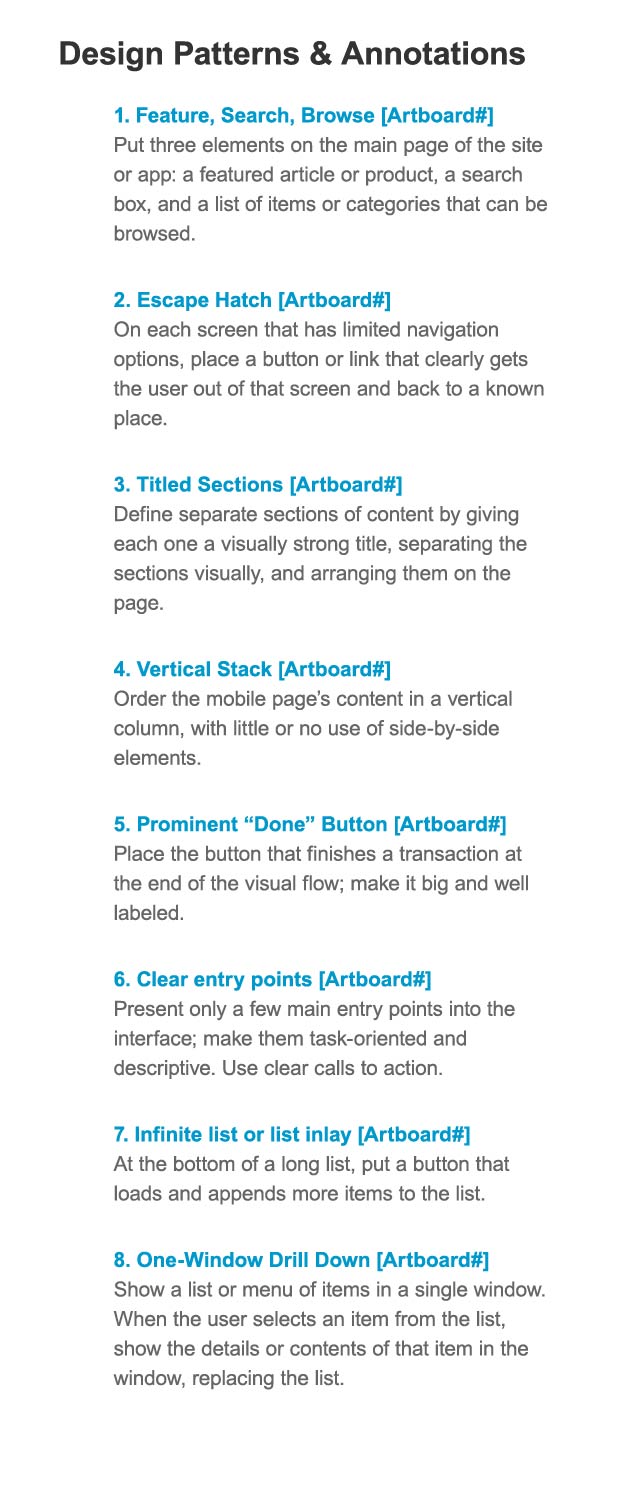 Design Patterns & Annotations
1. Feature, Search, Browse [Artboard#]
Put three elements on the main page of the site
or app: a featured article or product, a search
box, and a list of items or categories that can be
browsed.
2. Escape Hatch [Artboard#]
On each screen that has limited navigation
options, place a button or link that clearly gets
the user out of that screen and back to a known
place.
3. Titled Sections [Artboard#]
Define separate sections of content by giving
each one a visually strong title, separating the
sections visually, and arranging them on the
page.
4. Vertical Stack [Artboard#]
Order the mobile page’s content in a vertical
column, with little or no use of side-by-side
elements.
5. Prominent “Done” Button [Artboard#]
Place the button that finishes a transaction at
the end of the visual flow; make it big and well
labeled.
6. Clear entry points [Artboard#]
Present only a few main entry points into the
interface; make them task-oriented and
descriptive. Use clear calls to action.
7. Infinite list or list inlay [Artboard#]
At the bottom of a long list, put a button that
loads and appends more items to the list.
8. One-Window Drill Down [Artboard#]
Show a list or menu of items in a single window.
When the user selects an item from the list,
show the details or contents of that item in the
window, replacing the list.